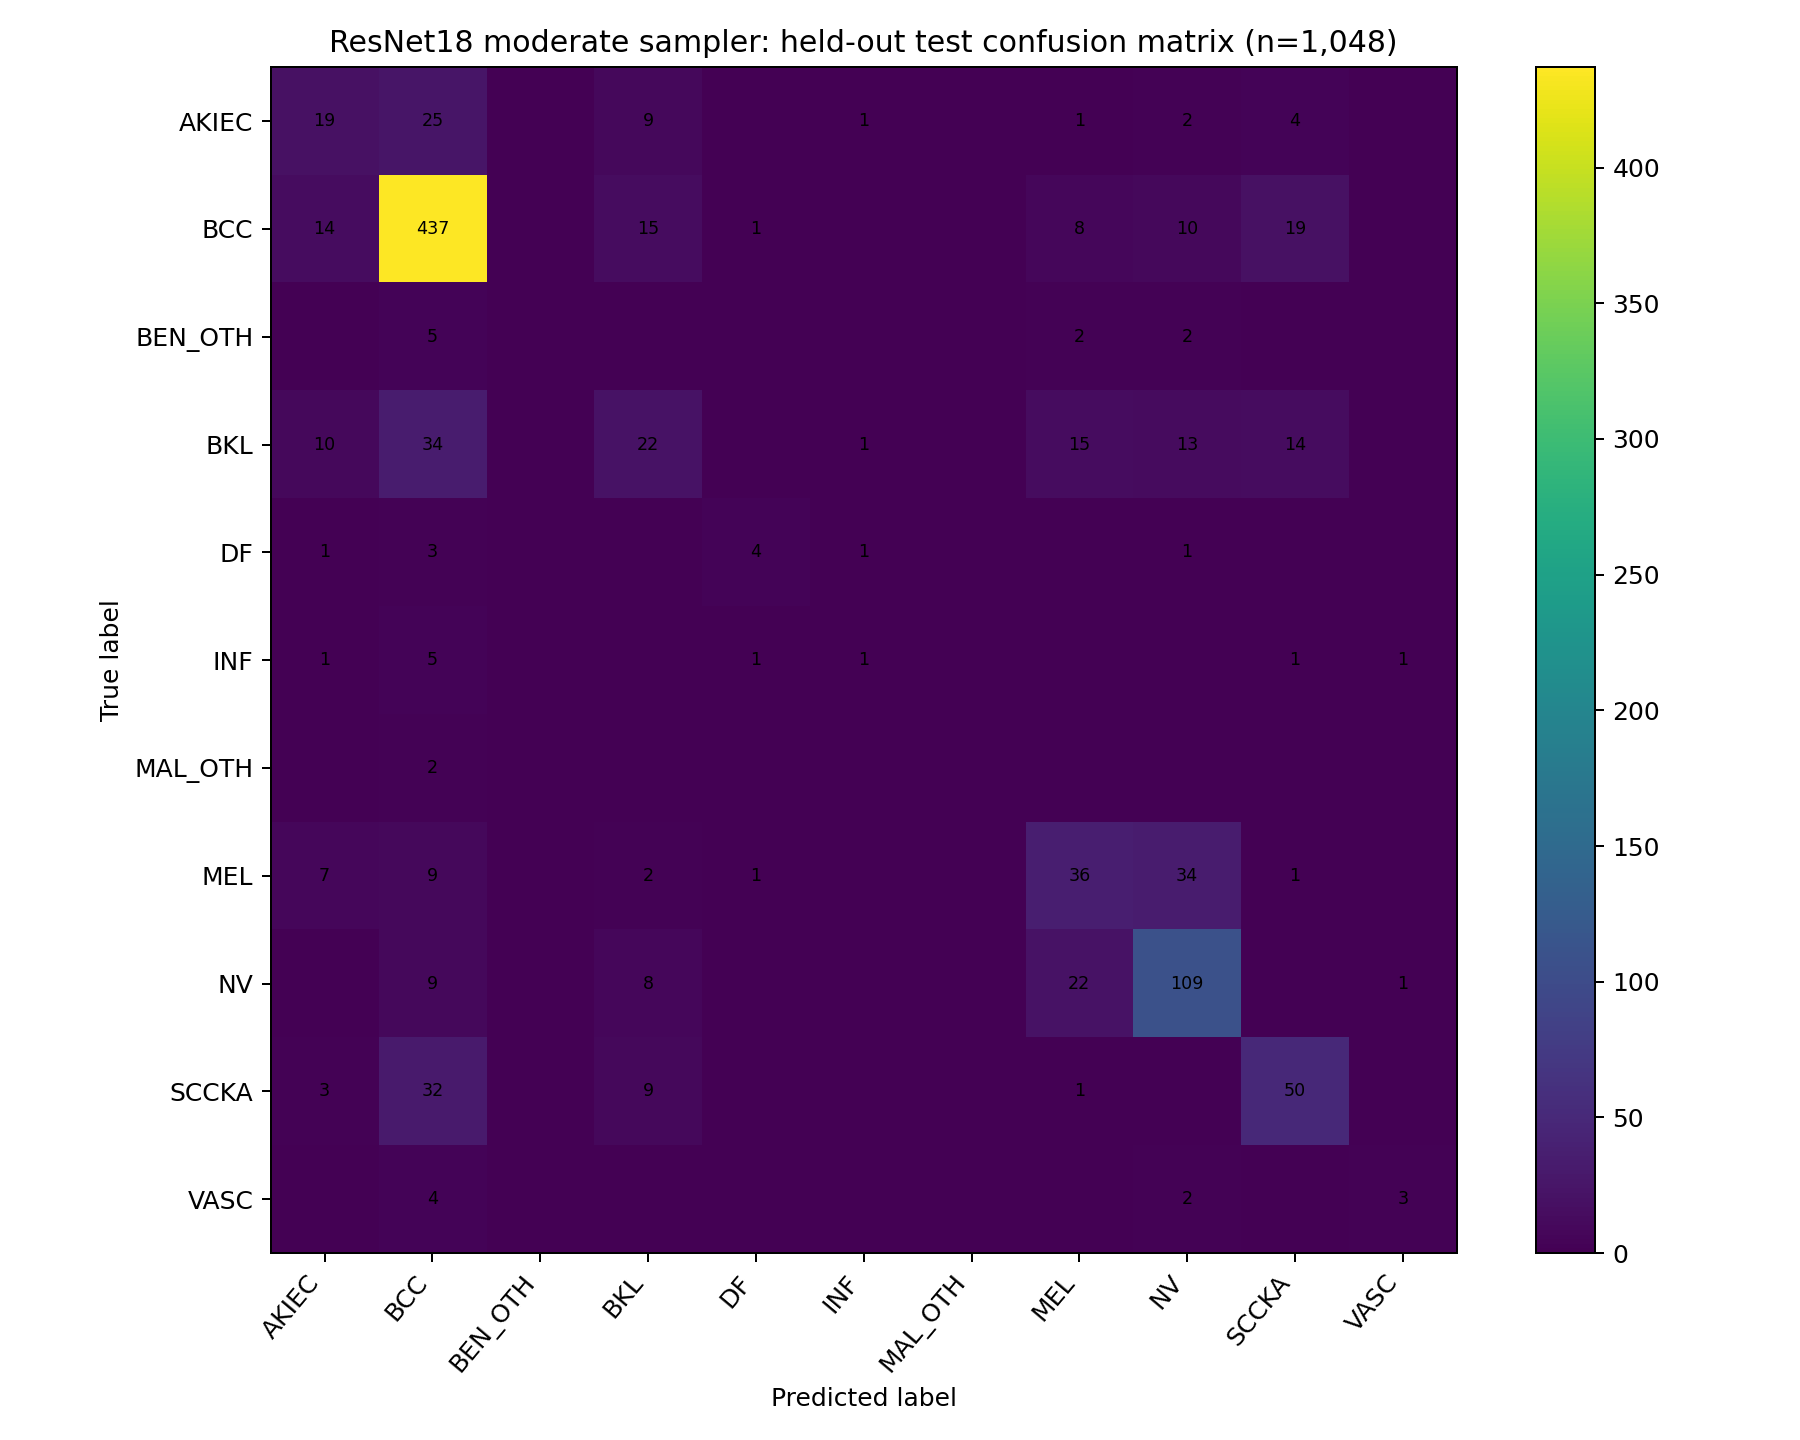 ResNet18 moderate sampler: held-out test confusion matrix (n=1,048)
AKIEC 19 25 9 1 1 2 4
BCC 14 437 15 1 8 10 19
BEN_OTH 5 2 2
BKL 10 34 22 1 15 13 14
DF 1 3 4 1 1
INF 1 5 1 1 1 1
MAL_OTH 2
MEL 7 9 2 1 36 34 1
NV 9 8 22 109 1
SCCKA 3 32 9 1 50
VASC 4 2 3
True label
AKIEC BCC BEN_OTH BKL DF INF MAL_OTH MEL NV SCCKA VASC
Predicted label
400
350
300
250
200
150
100
50
0